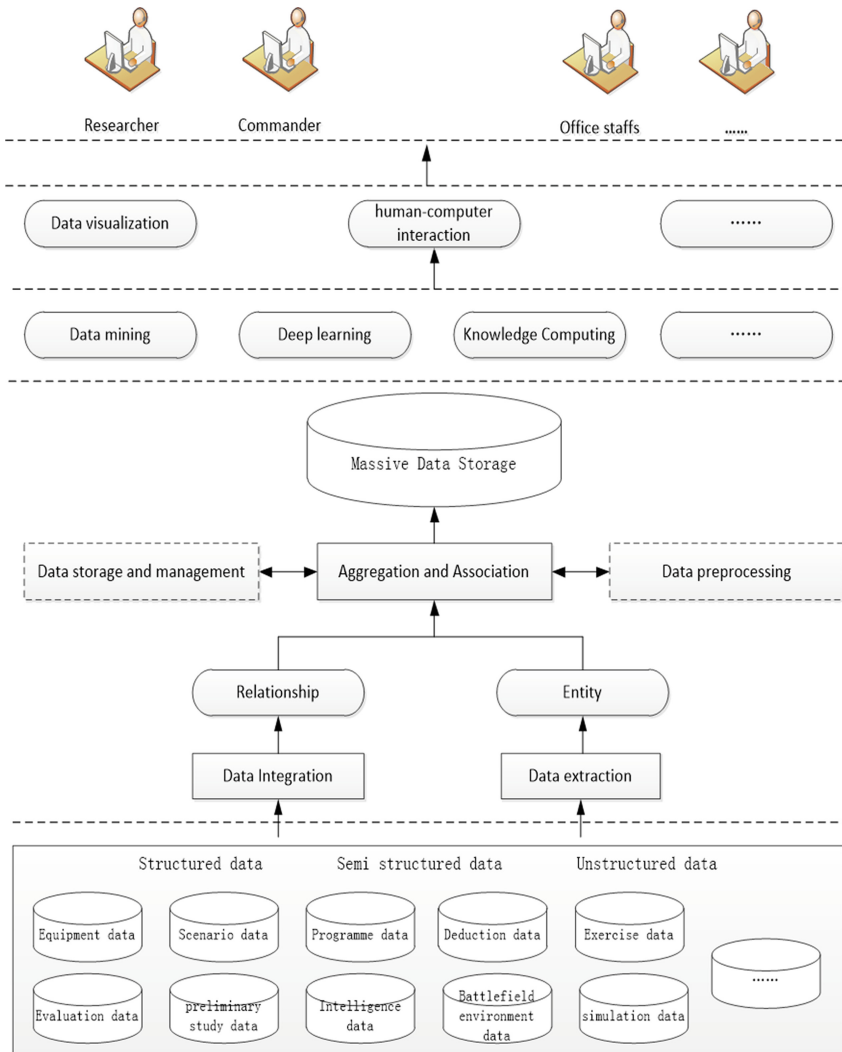 Researcher
Commander
Office staffs
......
Data visualization
human-computer
interaction
......
Data mining
Deep learning
Knowledge Computing
......
Massive Data Storage
Data storage and management
Aggregation and Association
Data preprocessing
Relationship
Entity
Data Integration
Data extraction
Structured data
Semi structured data
Unstructured data
Equipment data
Scenario data
Programme data
Deduction data
Exercise data
......
Evaluation data
preliminary
study data
Intelligence
data
Battlefield
environment
data
simulation data